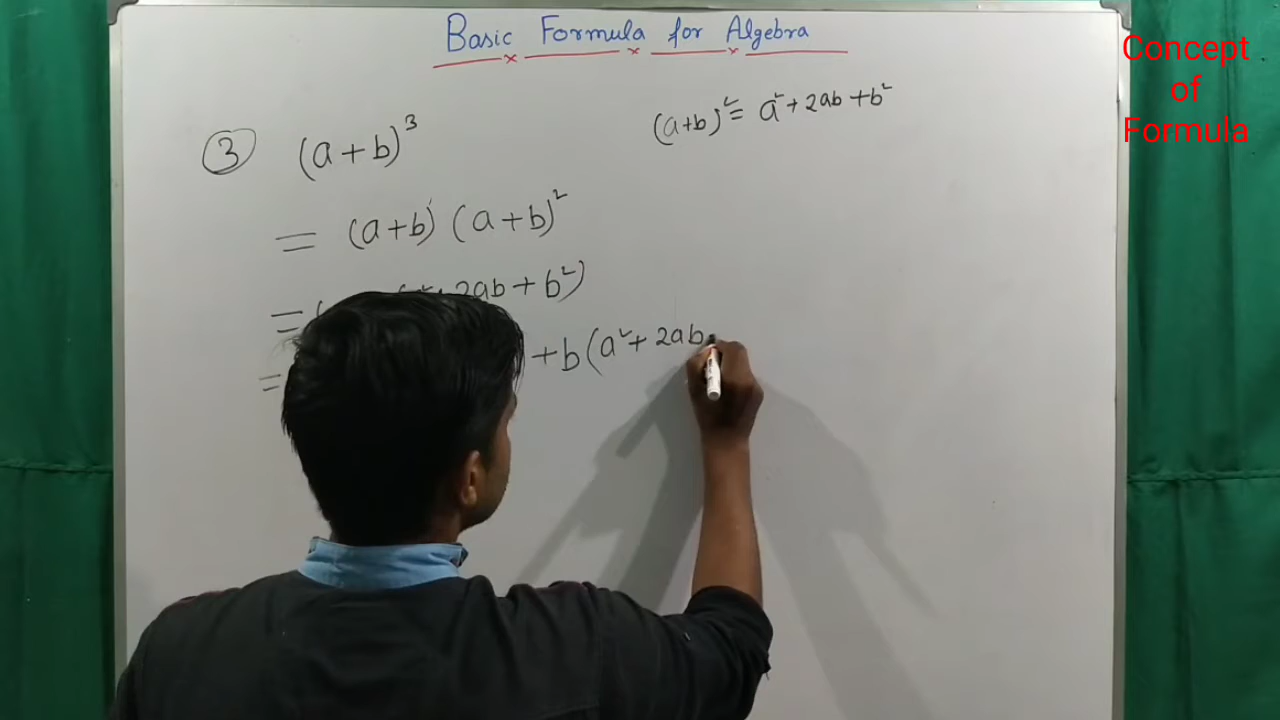 Basic Formula for Algebra
Concept
of
Formula
(a+b)² = a² + 2ab + b²
③ (a+b)³
= (a+b)' (a+b)²
= ( 2ab + b²)
= + b(a² + 2ab